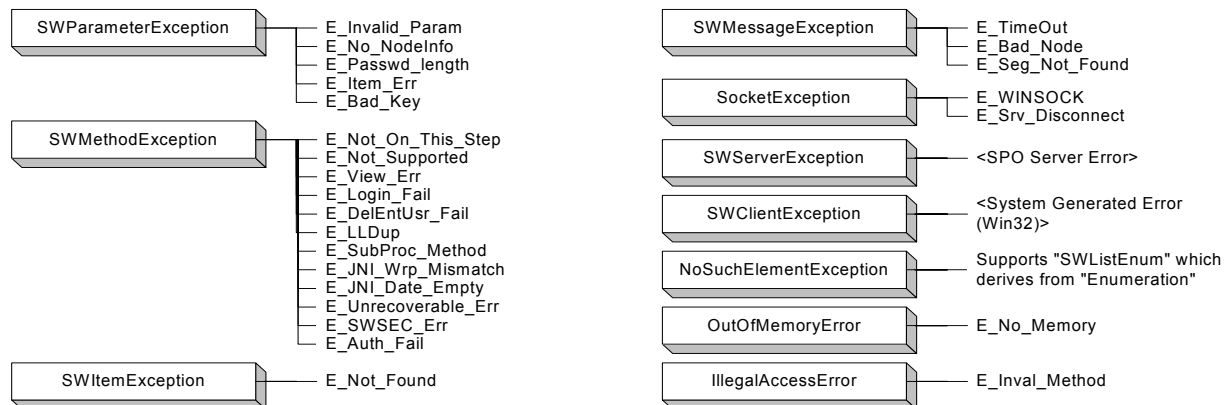 SWParameterException
E_Invalid_Param
E_No_NodeInfo
E_Passwd_length
E_Item_Err
E_Bad_Key
SWMethodException
E_Not_On_This_Step
E_Not_Supported
E_View_Err
E_Login_Fail
E_DelEntUsr_Fail
E_LLDup
E_SubProc_Method
E_JNI_Wrp_Mismatch
E_JNI_Date_Empty
E_Unrecoverable_Err
E_SWSEC_Err
E_Auth_Fail
SWItemException
E_Not_Found
SWMessageException
E_TimeOut
E_Bad_Node
E_Seg_Not_Found
SocketException
E_WINSOCK
E_Srv_Disconnect
SWServerException
<SPO Server Error>
SWClientException
<System Generated Error
(Win32)>
NoSuchElementException
Supports "SWListEnum" which
derives from "Enumeration"
OutOfMemoryError
E_No_Memory
IllegalAccessError
E_Inval_Method